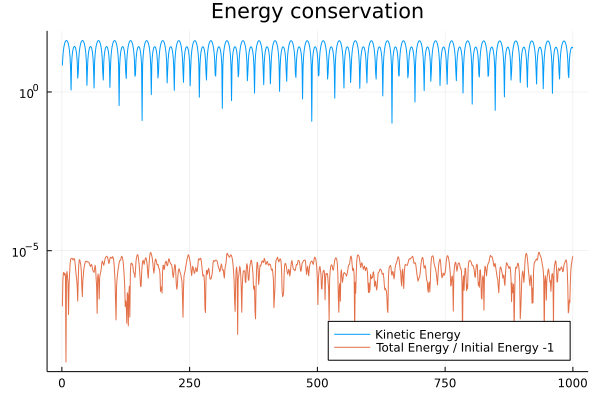 Energy conservation
10^0
10^-5
Kinetic Energy
Total Energy / Initial Energy -1
0 250 500 750 1000